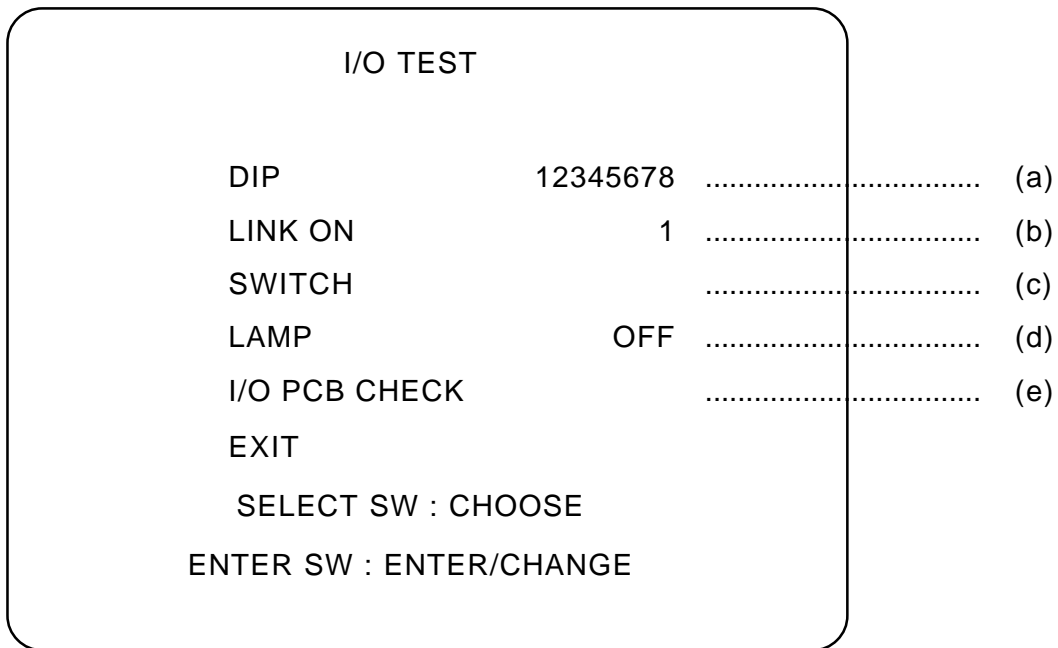 I/O TEST
DIP 12345678 .................................. (a)
LINK ON 1 .................................. (b)
SWITCH .................................. (c)
LAMP OFF .................................. (d)
I/O PCB CHECK .................................. (e)
EXIT
SELECT SW : CHOOSE
ENTER SW : ENTER/CHANGE